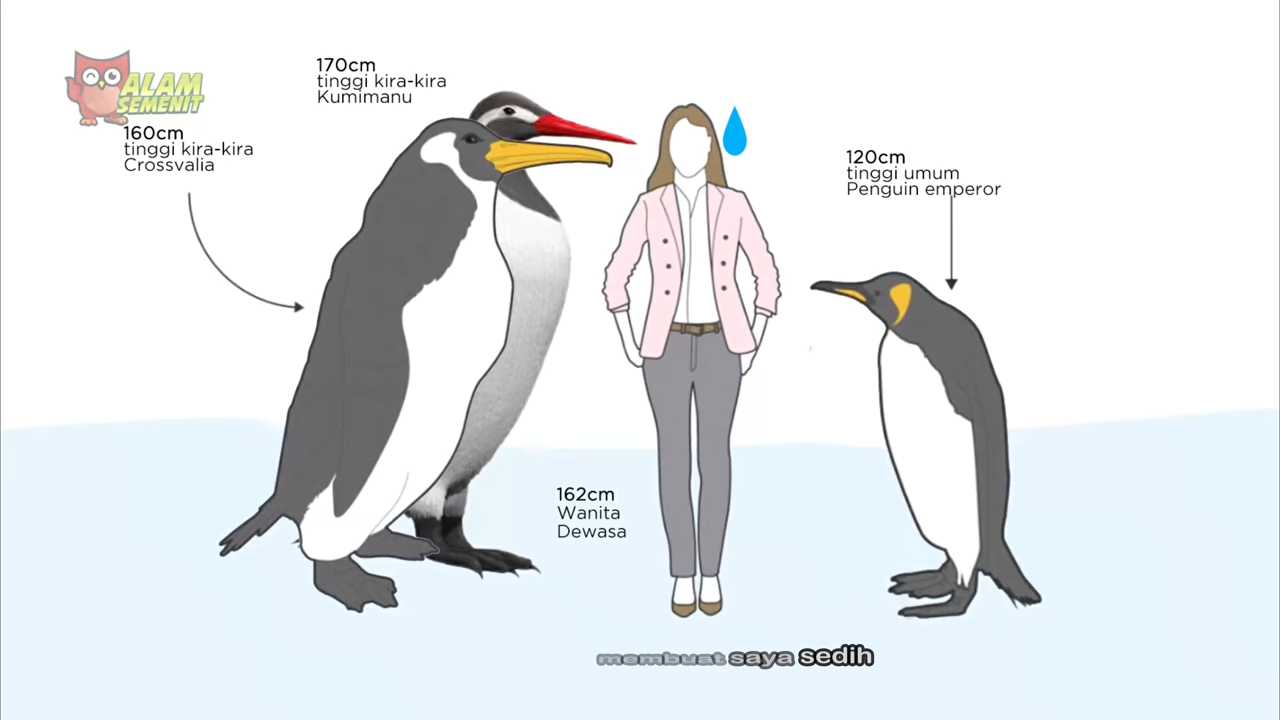 ALAM
SEMENIT
170cm
tinggi kira-kira
Kumimanu
160cm
tinggi kira-kira
Crossvalia
120cm
tinggi umum
Penguin emperor
162cm
Wanita
Dewasa
membuat saya sedih